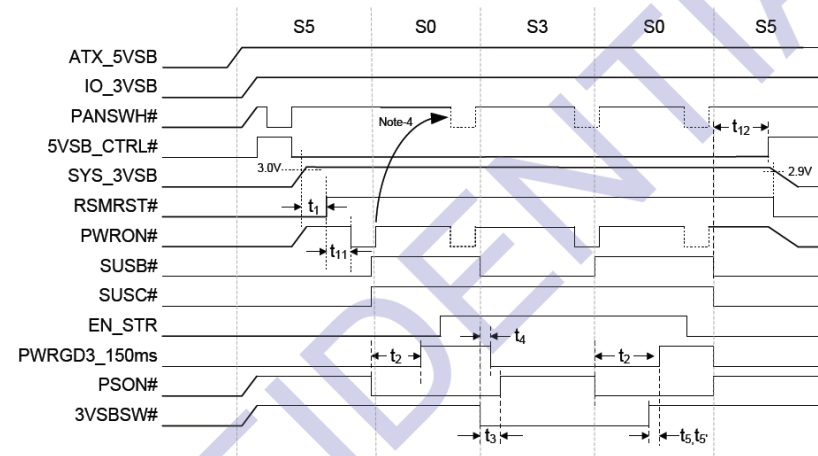 S5 S0 S3 S0 S5
ATX_5VSB
IO_3VSB
PANSWH#
Note-4
t12
5VSB_CTRL#
3.0V
2.9V
SYS_3VSB
RSMRST#
t1
PWRON#
t11
SUSB#
SUSC#
EN_STR
t4
PWRGD3_150ms
t2 t2
PSON#
3VSBSW#
t3 t5,t5'
CONFIDENTIA